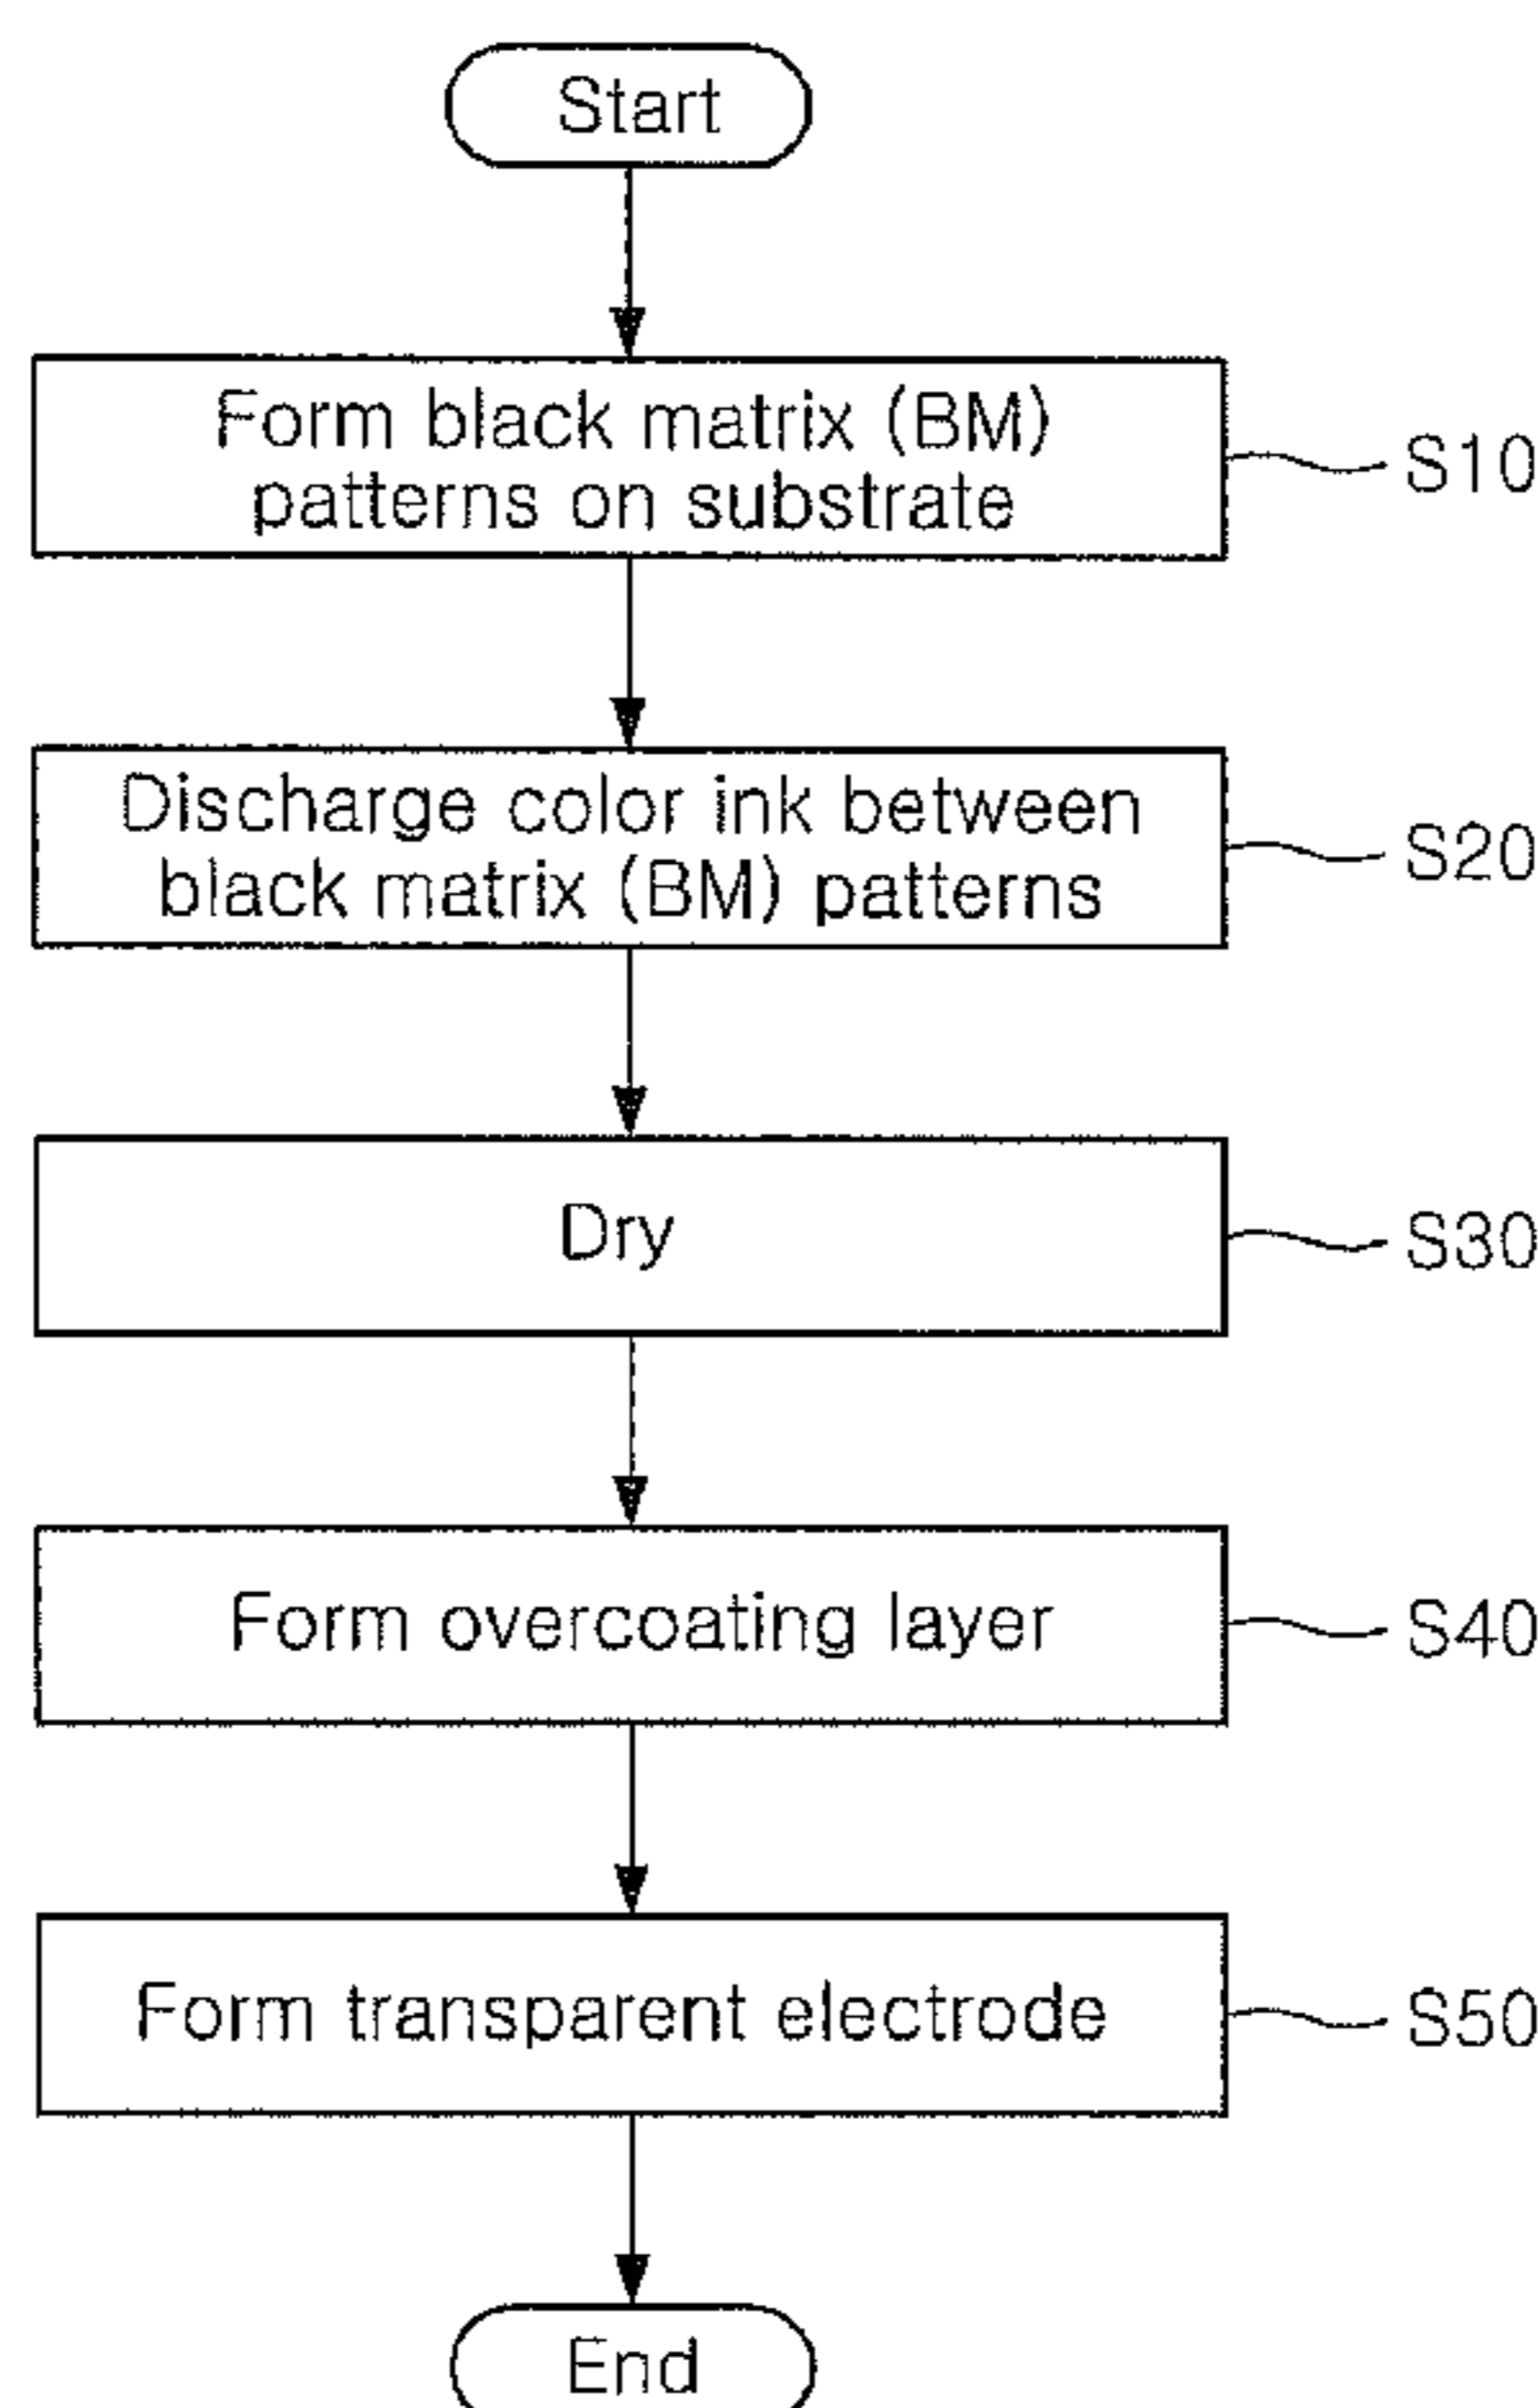 Start
Form black matrix (BM)
patterns on substrate
S10
Discharge color ink between
black matrix (BM) patterns
S20
Dry
S30
Form overcoating layer
S40
Form transparent electrode
S50
End